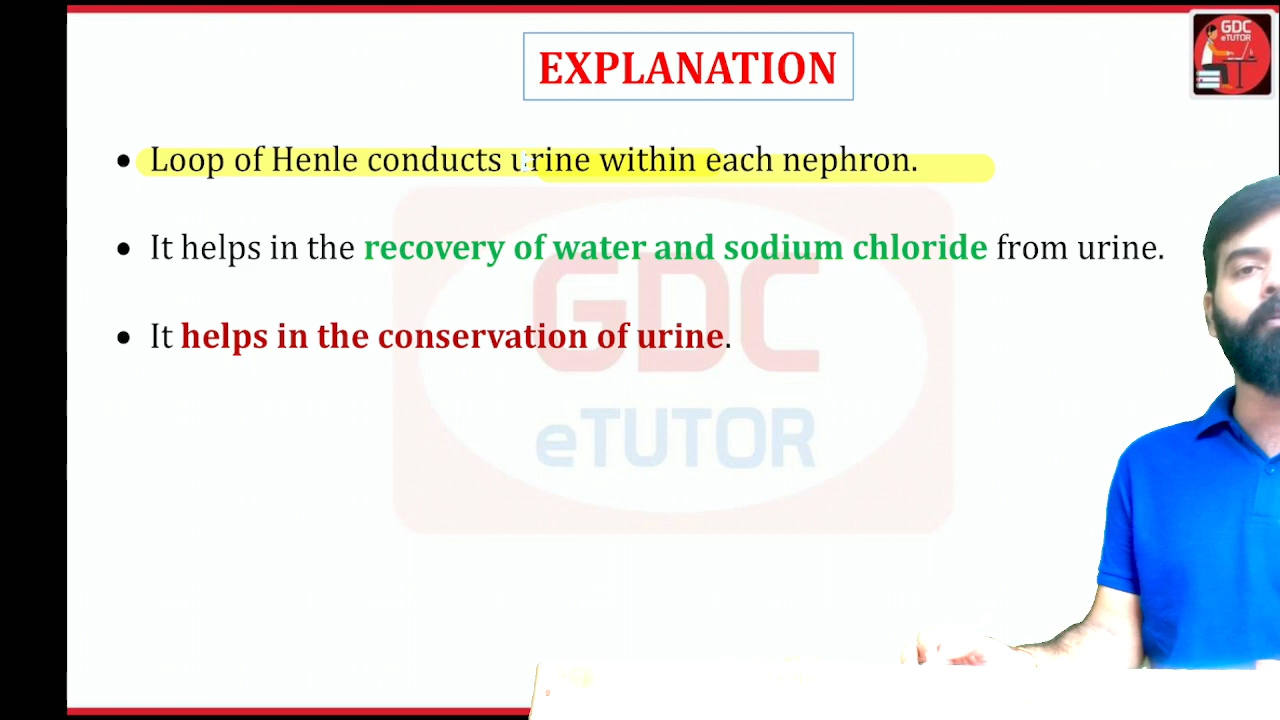 GDC
eTUTOR
EXPLANATION
• Loop of Henle conducts urine within each nephron.
• It helps in the recovery of water and sodium chloride from urine.
• It helps in the conservation of urine.
GDC
eTUTOR